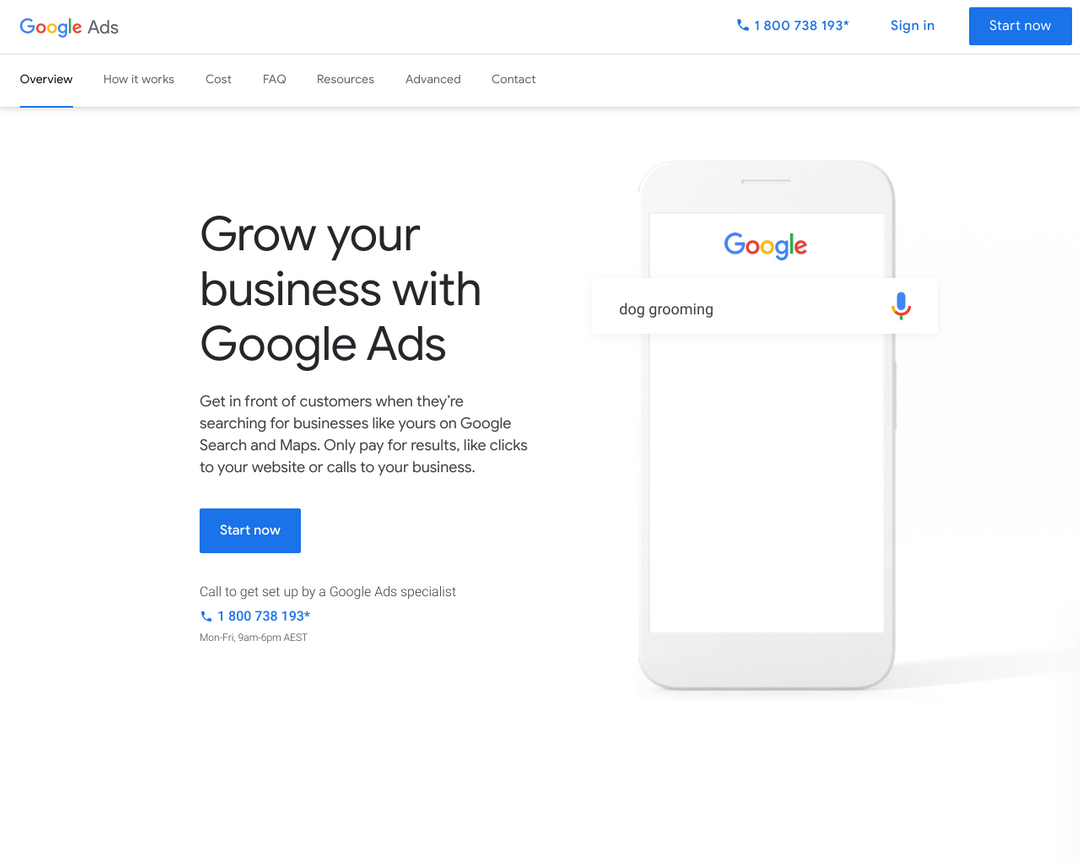 Google Ads
1 800 738 193*
Sign in
Start now
Overview
How it works
Cost
FAQ
Resources
Advanced
Contact
Grow your
business with
Google Ads
Get in front of customers when they're
searching for businesses like yours on Google
Search and Maps. Only pay for results, like clicks
to your website or calls to your business.
Start now
Call to get set up by a Google Ads specialist
1 800 738 193*
Mon-Fri, 9am-6pm AEST
Google
dog grooming